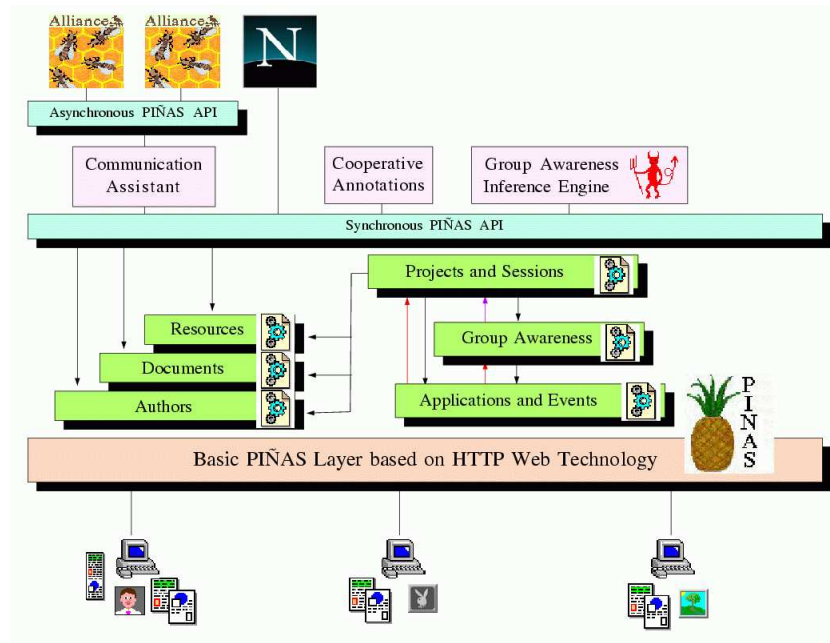 Alliance
Alliance
N
Asynchronous PIÑAS API
Communication
Assistant
Cooperative
Annotations
Group Awareness
Inference Engine
Synchronous PIÑAS API
Projects and Sessions
Resources
Group Awareness
Documents
Applications and Events
Authors
PINAS
Basic PIÑAS Layer based on HTTP Web Technology